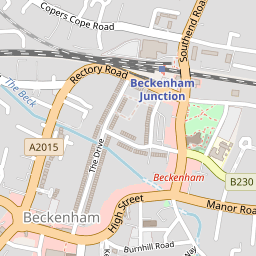 Copers Cope Road
Southend Road
Rectory Road
Beckenham
Junction
The Beck
A2015
The Drive
B230
Beckenham
High Street
Manor Road
Beckenham
Burnhill Road
Way